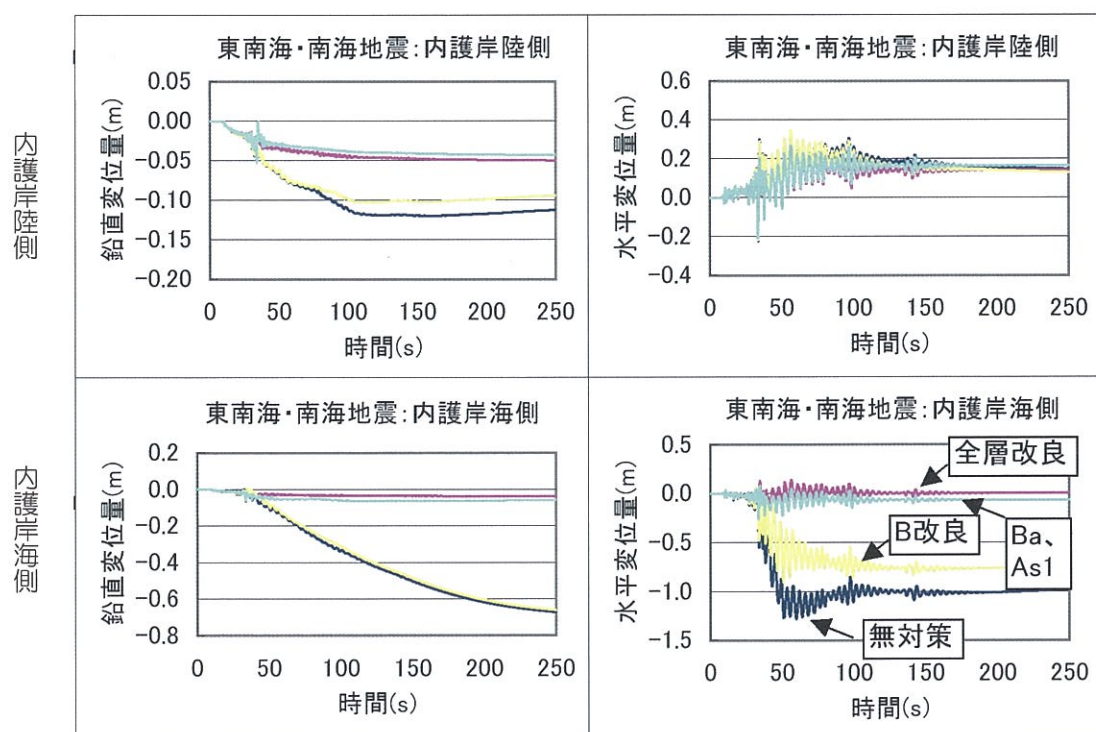 内護岸陸側
東南海・南海地震:内護岸陸側
鉛直変位量(m)
0.05
0.00
-0.05
-0.10
-0.15
-0.20
0 50 100 150 200 250
時間(s)
東南海・南海地震:内護岸陸側
水平変位量(m)
0.6
0.4
0.2
0.0
-0.2
-0.4
0 50 100 150 200 250
時間(s)
内護岸海側
東南海・南海地震:内護岸海側
鉛直変位量(m)
0.2
0.0
-0.2
-0.4
-0.6
-0.8
0 50 100 150 200 250
時間(s)
東南海・南海地震:内護岸海側
水平変位量(m)
0.5
0.0
-0.5
-1.0
-1.5
全層改良
B改良
Ba、
As1
無対策
0 50 100 150 200 250
時間(s)